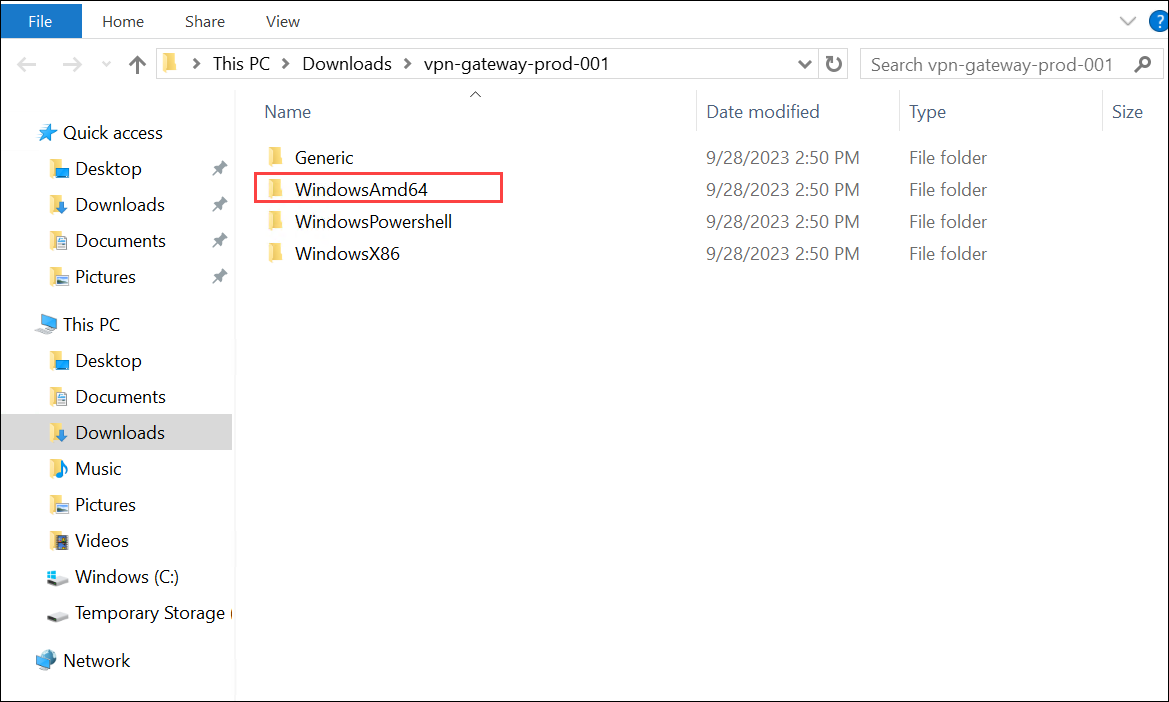 File Home Share View ?
This PC Downloads vpn-gateway-prod-001 Search vpn-gateway-prod-001
Name Date modified Type Size
Generic 9/28/2023 2:50 PM File folder
WindowsAmd64 9/28/2023 2:50 PM File folder
WindowsPowershell 9/28/2023 2:50 PM File folder
WindowsX86 9/28/2023 2:50 PM File folder
Quick access
Desktop
Downloads
Documents
Pictures
This PC
Desktop
Documents
Downloads
Music
Pictures
Videos
Windows (C:)
Temporary Storage (
Network